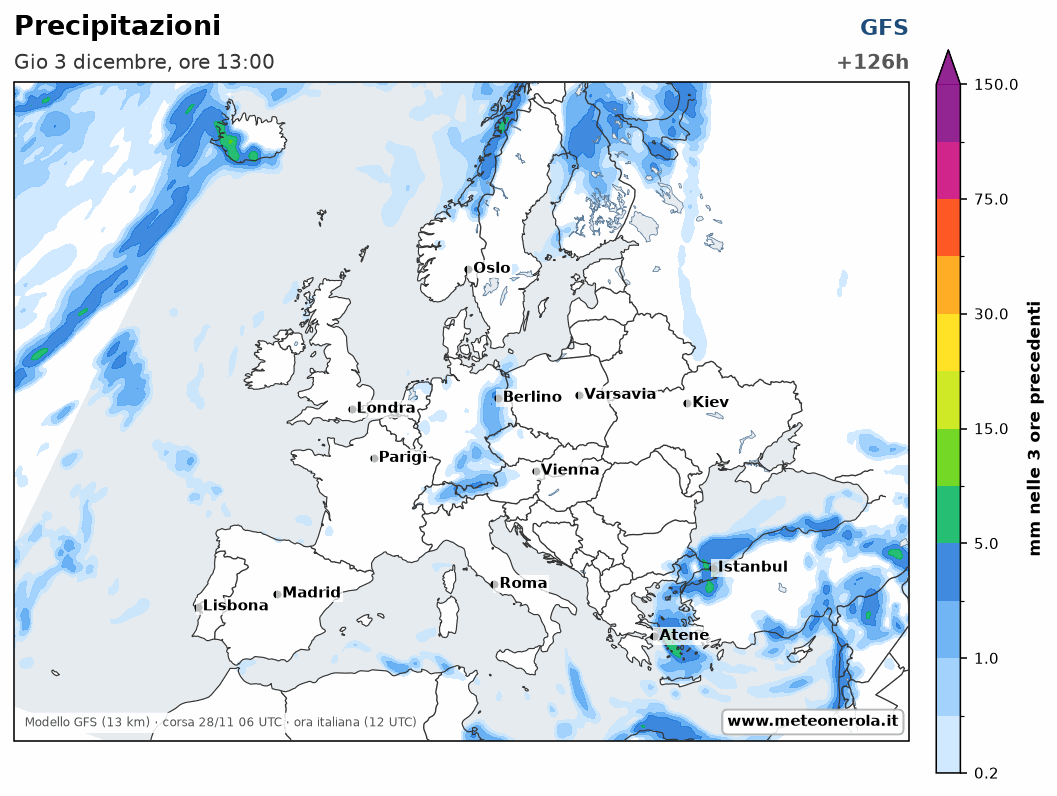 Precipitazioni
GFS
Gio 3 dicembre, ore 13:00
+126h
150.0
75.0
30.0
15.0
5.0
1.0
0.2
mm nelle 3 ore precedenti
Oslo
Berlino
Varsavia
Kiev
Londra
Parigi
Vienna
Istanbul
Roma
Madrid
Lisbona
Atene
Modello GFS (13 km) · corsa 28/11 06 UTC · ora italiana (12 UTC)
www.meteonerola.it